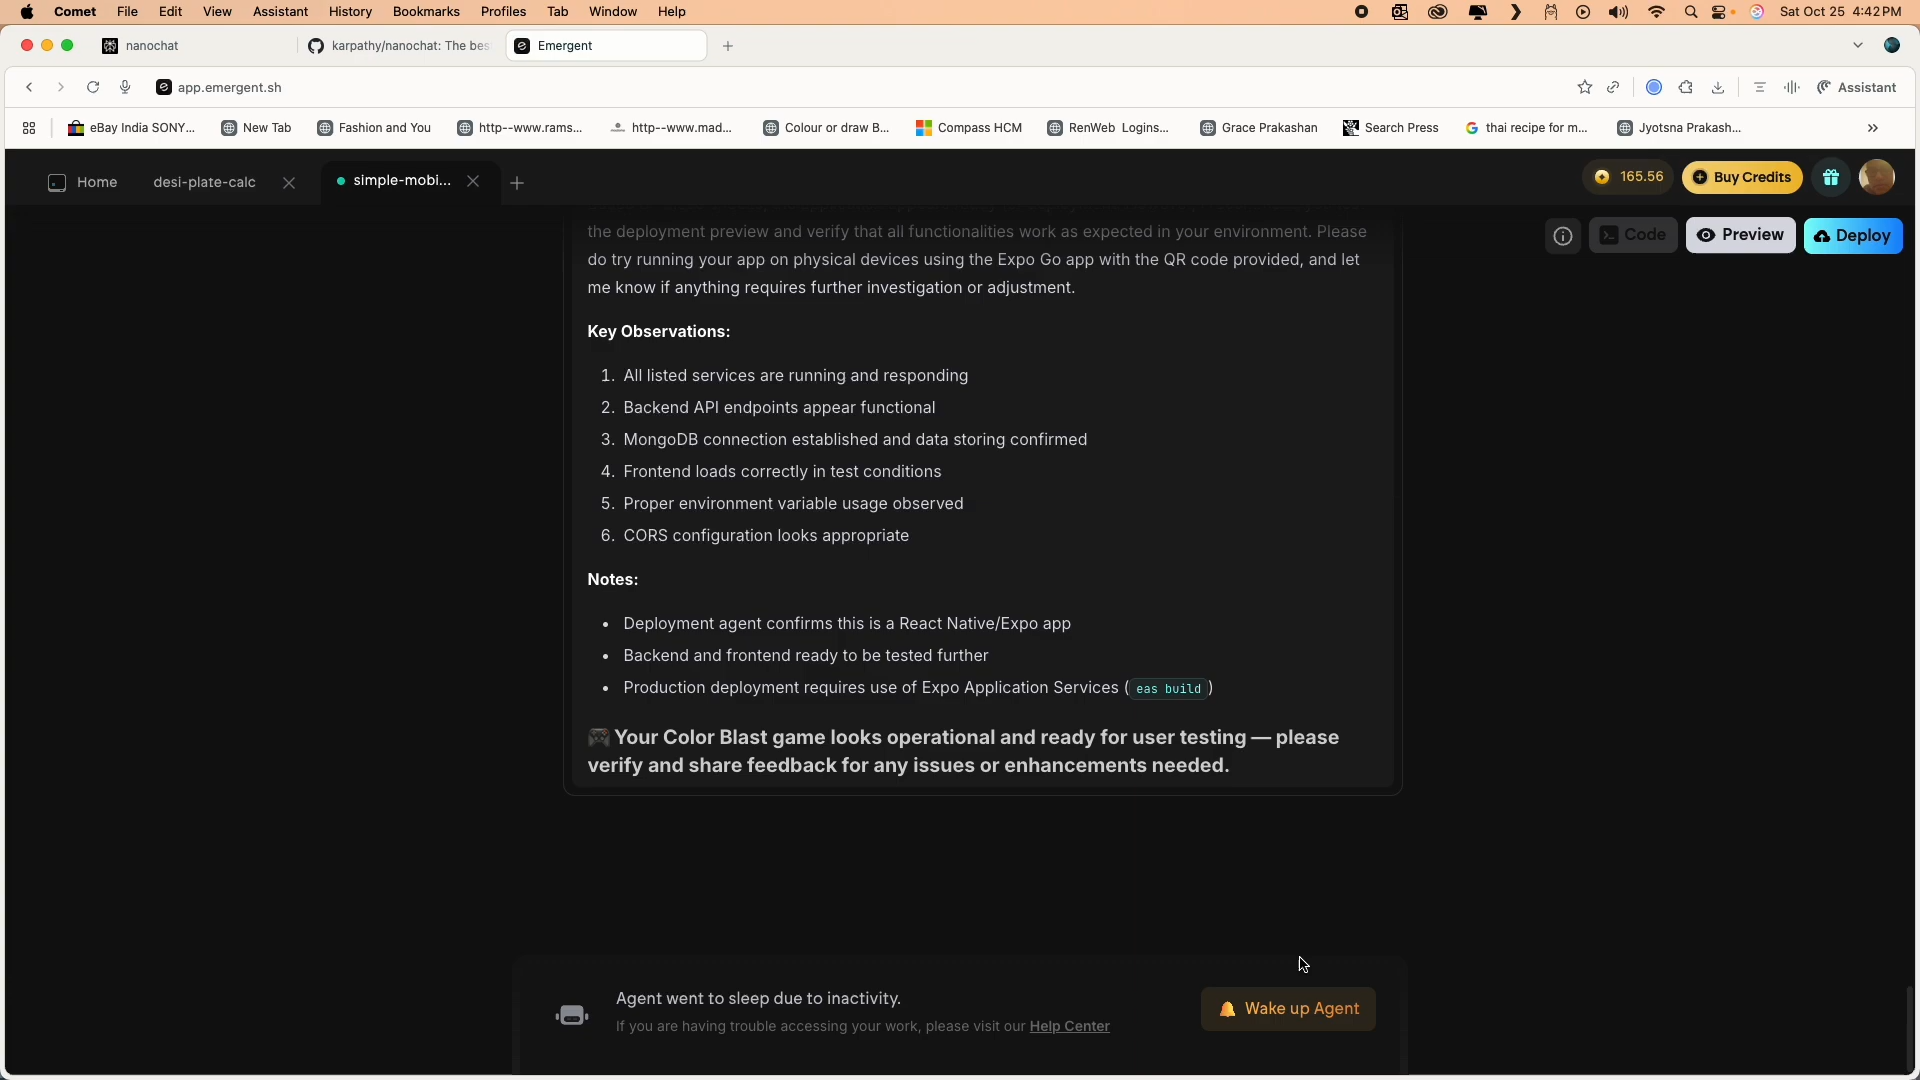 Comet File Edit View Assistant History Bookmarks Profiles Tab Window Help Sat Oct 25 4:42 PM
nanochat karpathy/nanochat: The bes Emergent
app.emergent.sh Assistant
eBay India SONY... New Tab Fashion and You http--www.rams... http--www.mad... Colour or draw B... Compass HCM RenWeb Logins... Grace Prakashan Search Press thai recipe for m... Jyotsna Prakash...
Home desi-plate-calc simple-mobi... 165.56 Buy Credits
Code Preview Deploy
the deployment preview and verify that all functionalities work as expected in your environment. Please
do try running your app on physical devices using the Expo Go app with the QR code provided, and let
me know if anything requires further investigation or adjustment.
Key Observations:
1. All listed services are running and responding
2. Backend API endpoints appear functional
3. MongoDB connection established and data storing confirmed
4. Frontend loads correctly in test conditions
5. Proper environment variable usage observed
6. CORS configuration looks appropriate
Notes:
• Deployment agent confirms this is a React Native/Expo app
• Backend and frontend ready to be tested further
• Production deployment requires use of Expo Application Services (eas build)
🎮 Your Color Blast game looks operational and ready for user testing — please
verify and share feedback for any issues or enhancements needed.
Agent went to sleep due to inactivity.
If you are having trouble accessing your work, please visit our Help Center
Wake up Agent